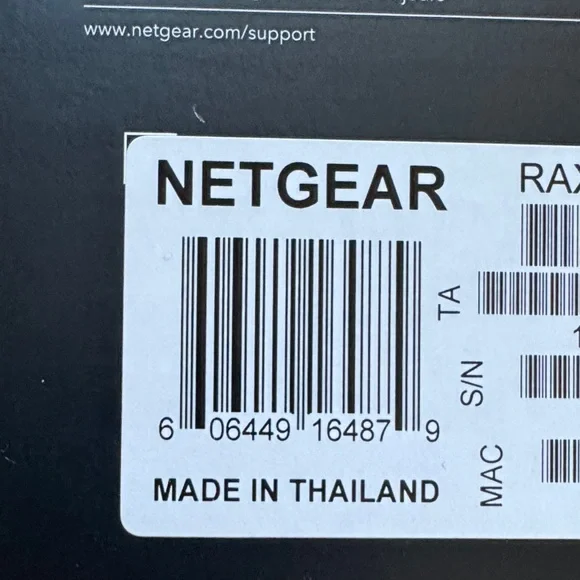 www.netgear.com/support
NETGEAR
RAX
6 06449 16487 9
TA
S/N
MAC
MADE IN THAILAND